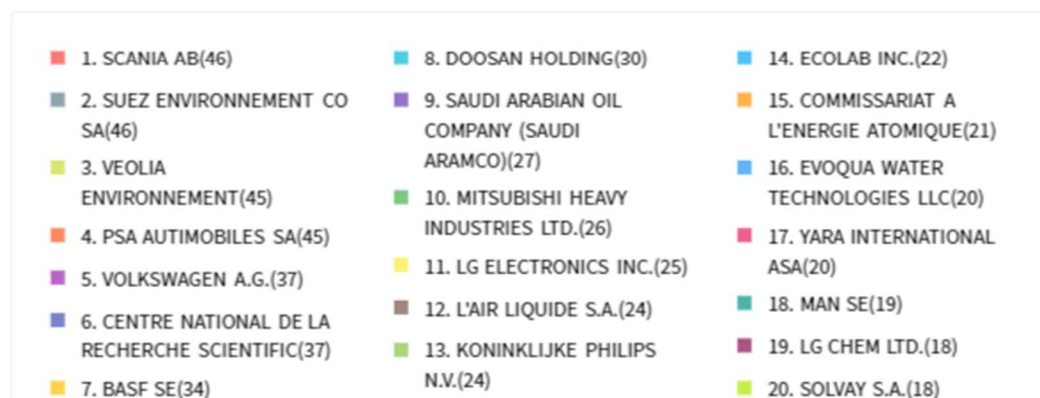 1. SCANIA AB(46)
2. SUEZ ENVIRONNEMENT CO
SA(46)
3. VEOLIA
ENVIRONNEMENT(45)
4. PSA AUTIMOBILES SA(45)
5. VOLKSWAGEN A.G.(37)
6. CENTRE NATIONAL DE LA
RECHERCHE SCIENTIFIC(37)
7. BASF SE(34)
8. DOOSAN HOLDING(30)
9. SAUDI ARABIAN OIL
COMPANY (SAUDI
ARAMCO)(27)
10. MITSUBISHI HEAVY
INDUSTRIES LTD.(26)
11. LG ELECTRONICS INC.(25)
12. L'AIR LIQUIDE S.A.(24)
13. KONINKLIJKE PHILIPS
N.V.(24)
14. ECOLAB INC.(22)
15. COMMISSARIAT A
L'ENERGIE ATOMIQUE(21)
16. EVOQUA WATER
TECHNOLOGIES LLC(20)
17. YARA INTERNATIONAL
ASA(20)
18. MAN SE(19)
19. LG CHEM LTD.(18)
20. SOLVAY S.A.(18)